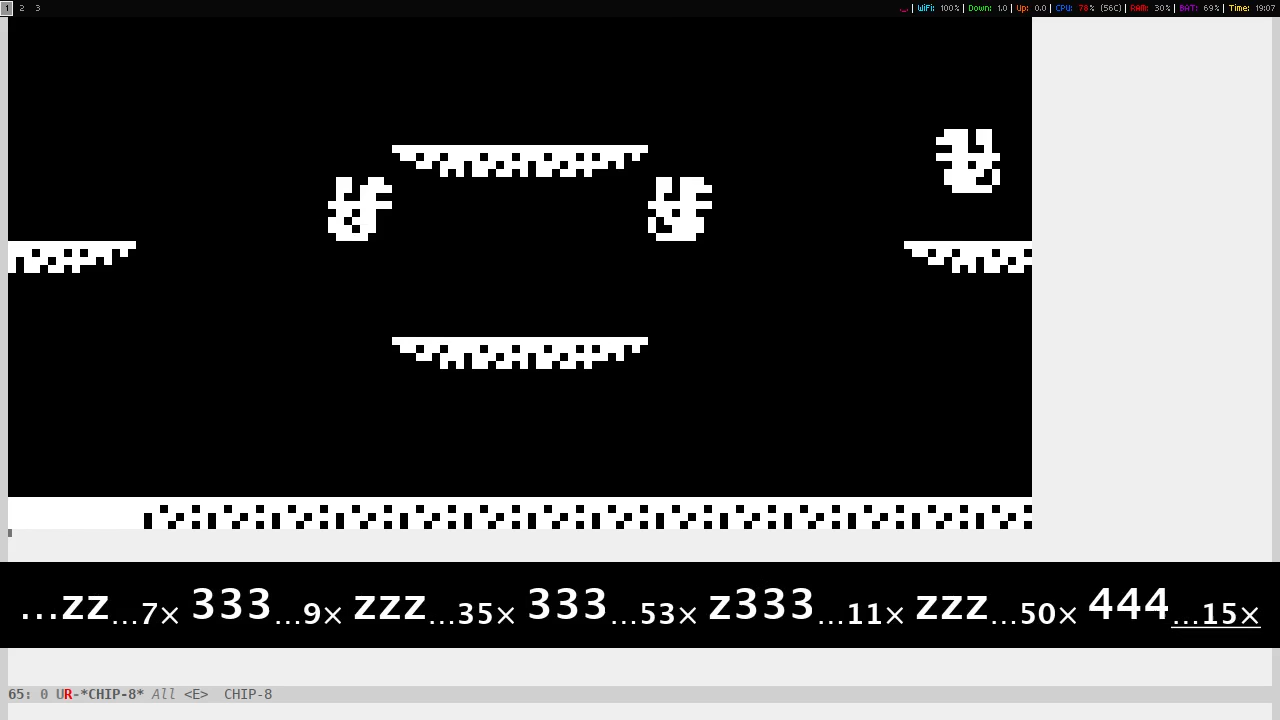 1 2 3 WiFi: 100% | Down: 1.0 | Up: 0.0 | CPU: 78% (56C) | RAM: 30% | BAT: 69% | Time: 19:07
...zz...7× 333...9× zzz...35× 333...53× z333...11× zzz...50× 444...15×
65: 0 UR-*CHIP-8* All <E> CHIP-8